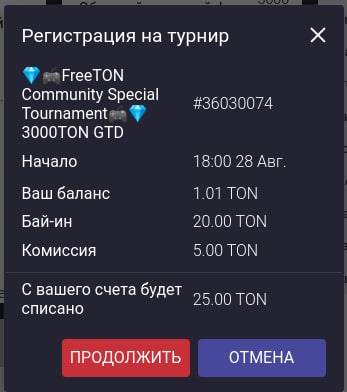 3000
Регистрация на турнир
💎🎮FreeTON #36030074
Community Special
Tournament🎮💎
3000TON GTD
Начало 18:00 28 Авг.
Ваш баланс 1.01 TON
Бай-ин 20.00 TON
Комиссия 5.00 TON
С вашего счета будет списано 25.00 TON
ПРОДОЛЖИТЬ ОТМЕНА